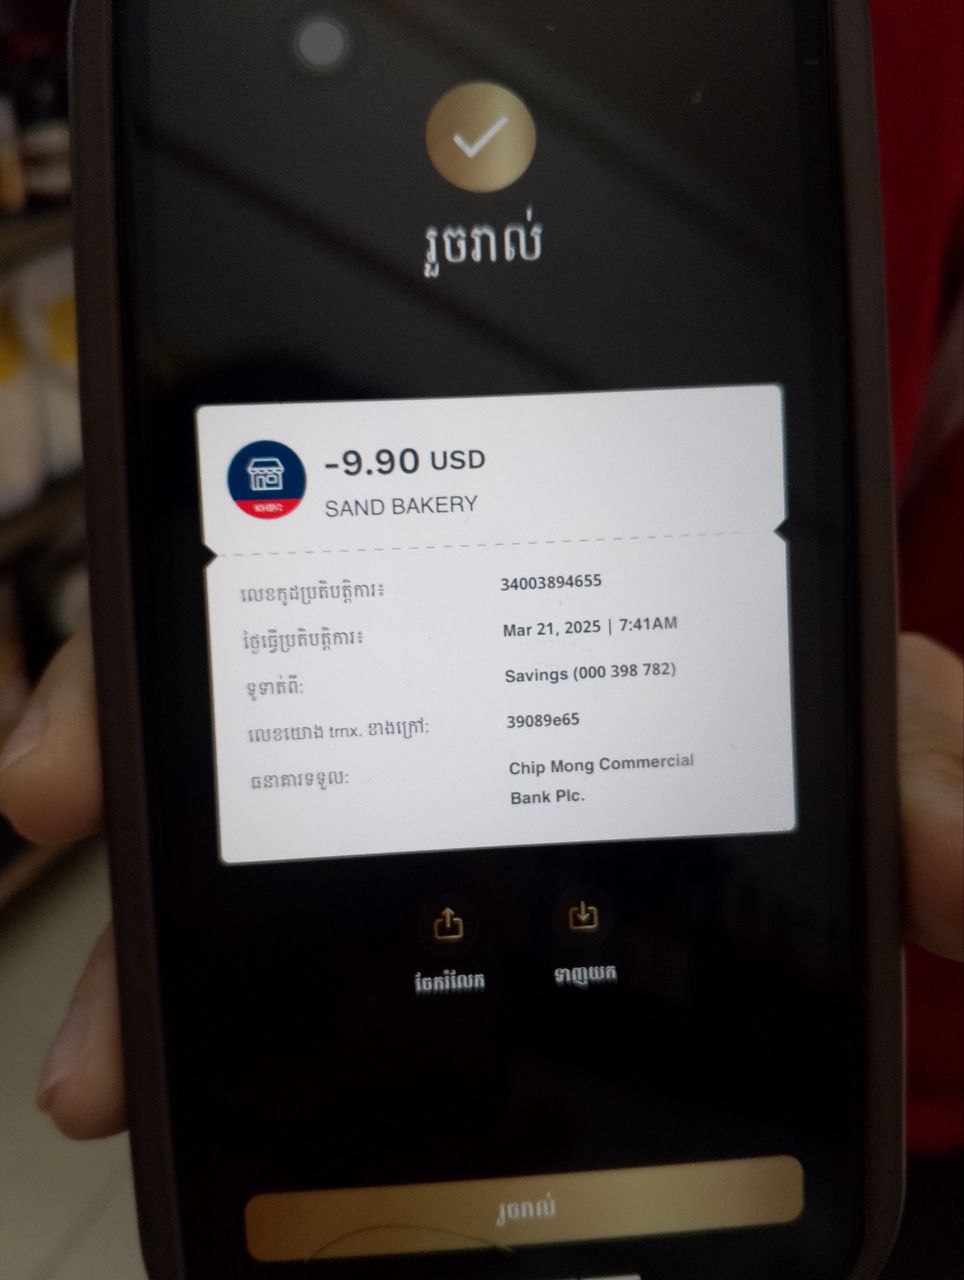 រួចរាល់
-9.90 USD
SAND BAKERY
KHQR
លេខកូដប្រតិបត្តិការ៖ 34003894655
ថ្ងៃធ្វើប្រតិបត្តិការ៖ Mar 21, 2025 | 7:41AM
ទូទាត់ពី: Savings (000 398 782)
លេខយោង trnx. ខាងក្រៅ: 39089e65
ធនាគារទទួល: Chip Mong Commercial
Bank Plc.
ចែករំលែក ទាញយក
រួចរាល់